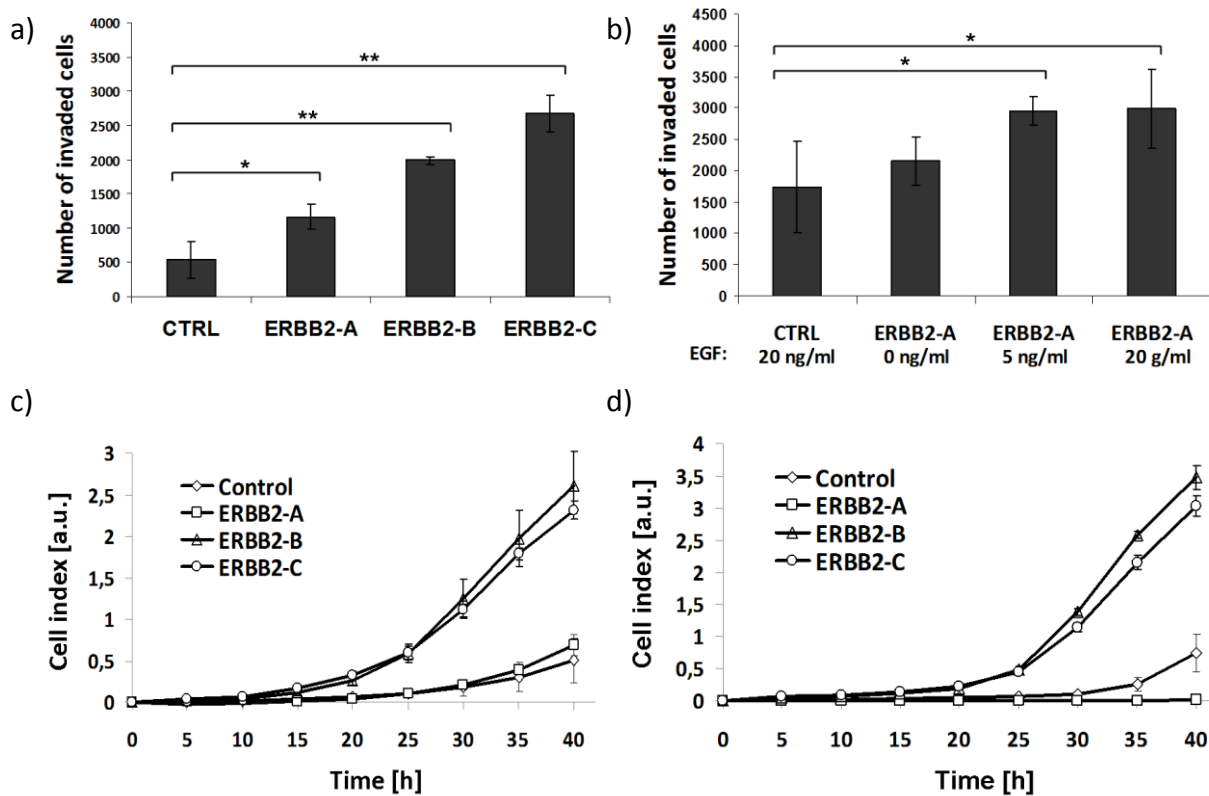 a)
Number of invaded cells
4000
3500
3000
2500
2000
1500
1000
500
0
**
**
*
CTRL ERBB2-A ERBB2-B ERBB2-C
b)
Number of invaded cells
4500
4000
3500
3000
2500
2000
1500
1000
500
0
*
*
CTRL ERBB2-A ERBB2-A ERBB2-A
EGF: 20 ng/ml 0 ng/ml 5 ng/ml 20 g/ml
c)
Cell index [a.u.]
3
2,5
2
1,5
1
0,5
0
Control
ERBB2-A
ERBB2-B
ERBB2-C
0 5 10 15 20 25 30 35 40
Time [h]
d)
Cell index [a.u.]
4
3,5
3
2,5
2
1,5
1
0,5
0
Control
ERBB2-A
ERBB2-B
ERBB2-C
0 5 10 15 20 25 30 35 40
Time [h]